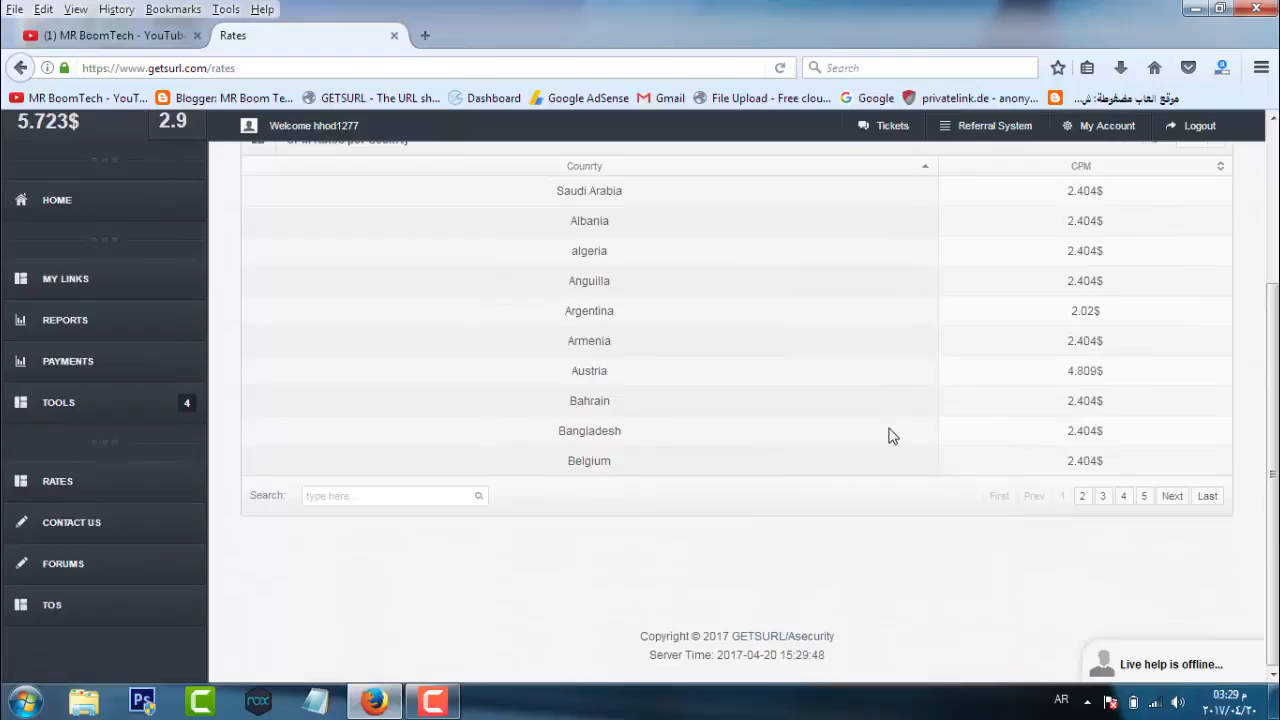 File Edit View History Bookmarks Tools Help
(1) MR BoomTech - YouTube
Rates
https://www.getsurl.com/rates
Search
MR BoomTech - YouT...
Blogger: MR Boom Te...
GETSURL - The URL sh...
Dashboard
Google AdSense
Gmail
File Upload - Free clou...
Google
privatelink.de - anony...
موقع العاب مضغوطة: ش...
5.723$
2.9
Welcome hhod1277
Tickets
Referral System
My Account
Logout
HOME
MY LINKS
REPORTS
PAYMENTS
TOOLS 4
RATES
CONTACT US
FORUMS
TOS
Counrty CPM
Saudi Arabia 2.404$
Albania 2.404$
algeria 2.404$
Anguilla 2.404$
Argentina 2.02$
Armenia 2.404$
Austria 4.809$
Bahrain 2.404$
Bangladesh 2.404$
Belgium 2.404$
Search: type here...
First Prev 1 2 3 4 5 Next Last
Copyright © 2017 GETSURL/Asecurity
Server Time: 2017-04-20 15:29:48
Live help is offline...
Ps
nox
AR
03:29 م
٢٠١٧/٠٤/٢٠